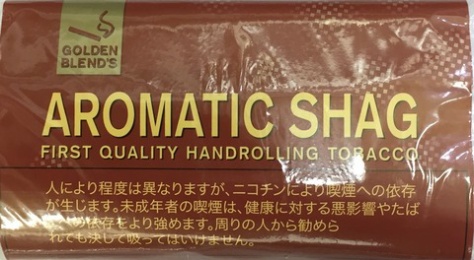 GOLDEN
BLEND'S
AROMATIC SHAG
FIRST QUALITY HANDROLLING TOBACCO
人により程度は異なりますが、ニコチンにより喫煙への依存
が生じます。未成年者の喫煙は、健康に対する悪影響やたば
への依存をより強めます。周りの人から勧めら
れても決して吸ってはいけません。